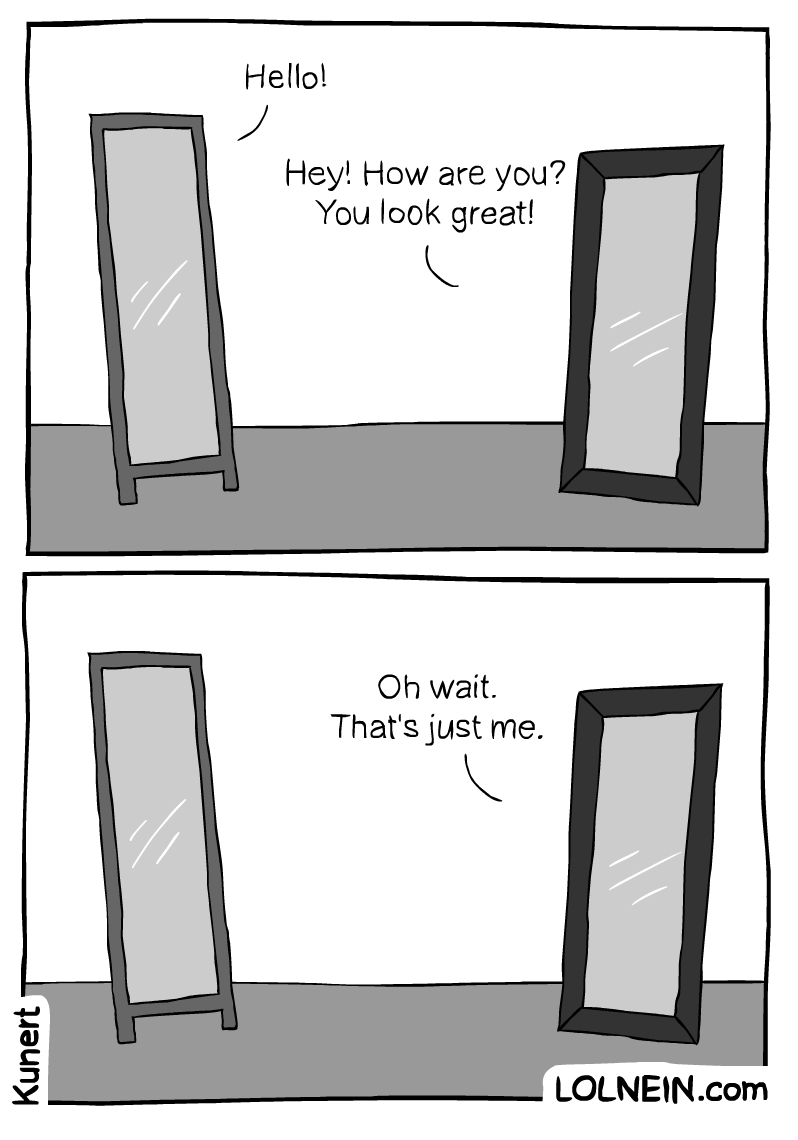 Hello!
Hey! How are you?
You look great!
Oh wait.
That's just me.
Kunert
LOLNEIN.com